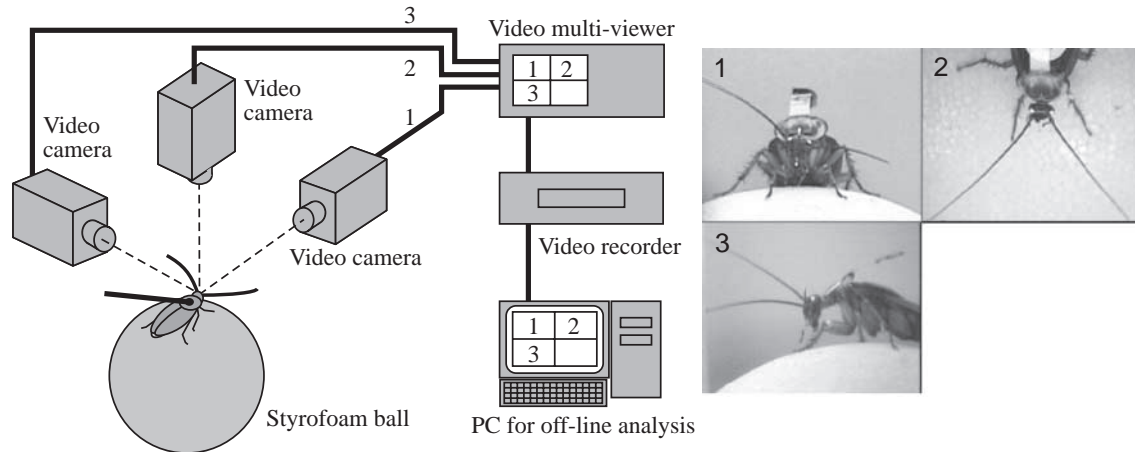 3
Video multi-viewer
2
1
1 2
3
Video
camera
Video
camera
Video camera
Video recorder
1 2
3
Styrofoam ball
PC for off-line analysis
1
2
3